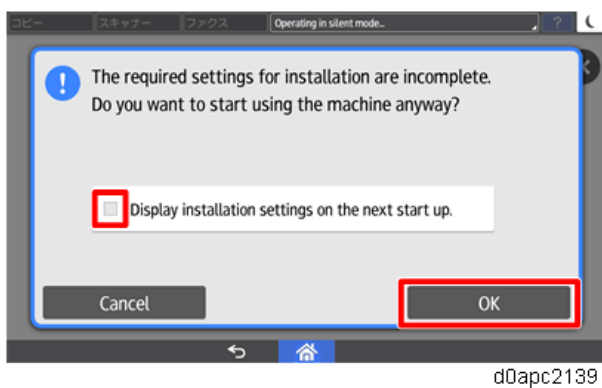 コピー スキャナー ファクス Operating in silent mode... ?
The required settings for installation are incomplete.
Do you want to start using the machine anyway?
Display installation settings on the next start up.
Cancel OK
d0apc2139